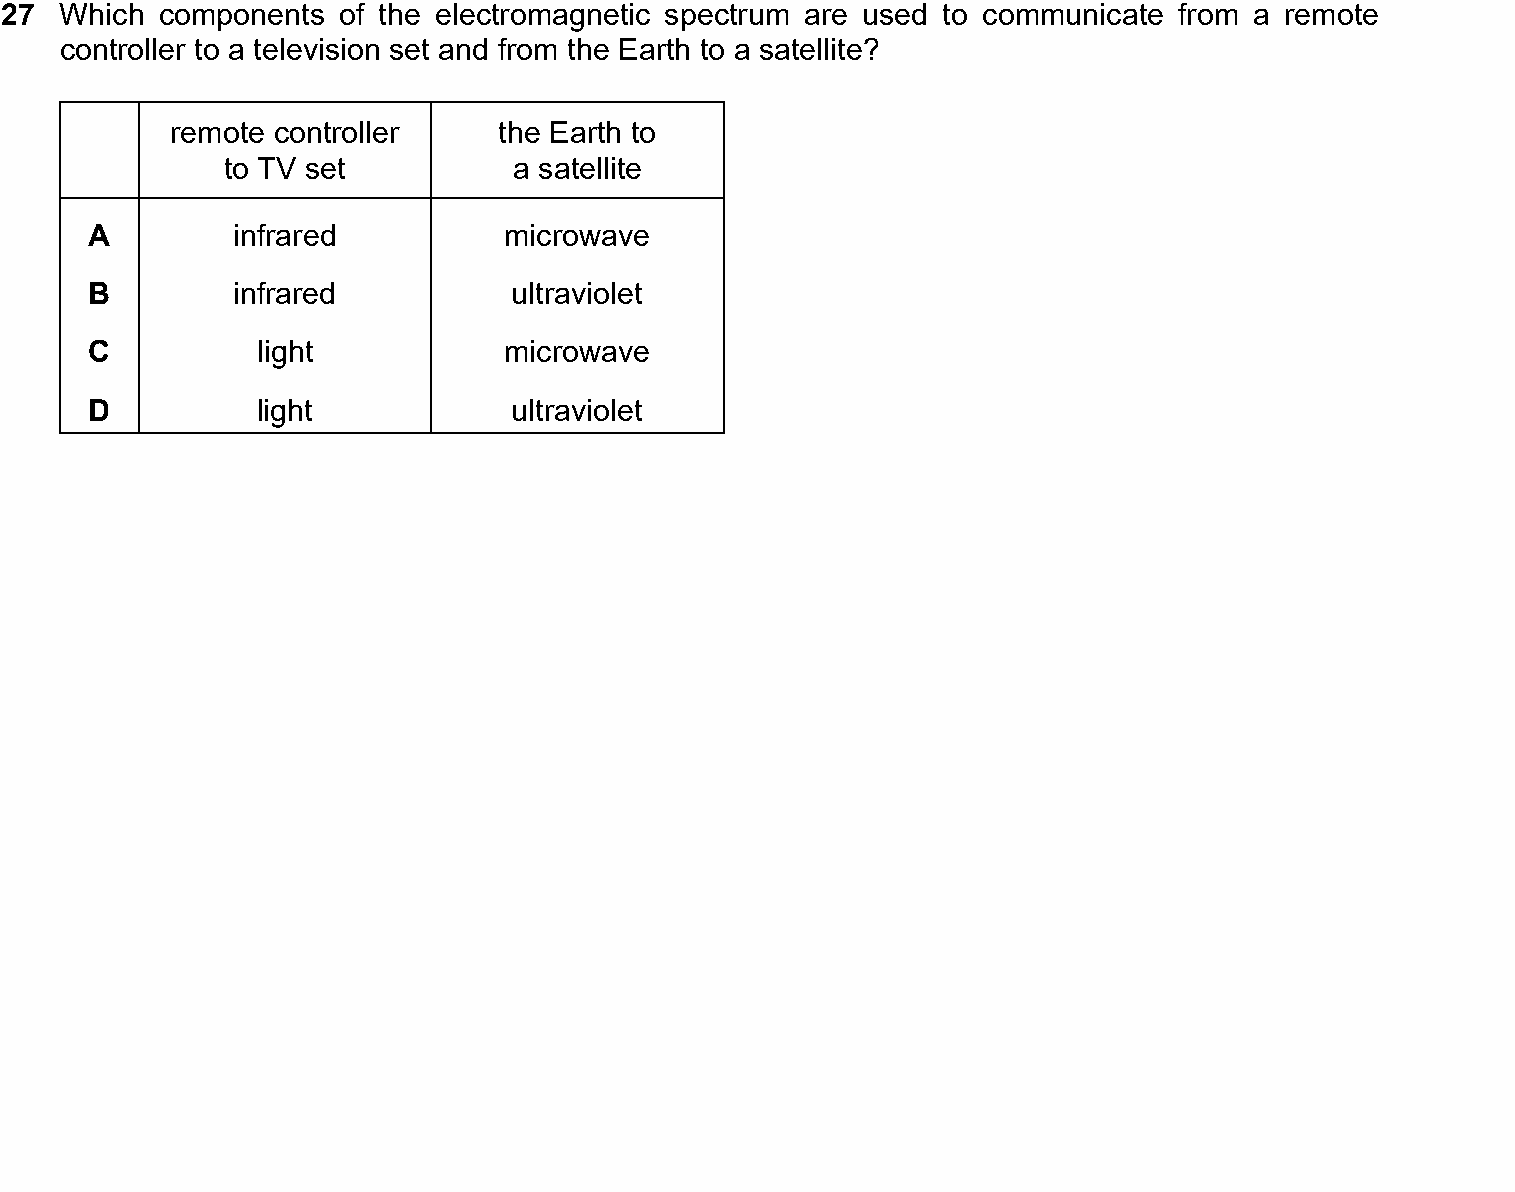 27 Which components of the electromagnetic spectrum are used to communicate from a remote
controller to a television set and from the Earth to a satellite?
remote controller to TV set the Earth to a satellite
A infrared microwave
B infrared ultraviolet
C light microwave
D light ultraviolet